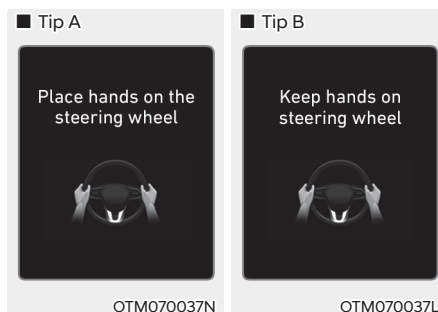 ■ Tip A
Place hands on the
steering wheel
OTM070037N
■ Tip B
Keep hands on
steering wheel
OTM070037L